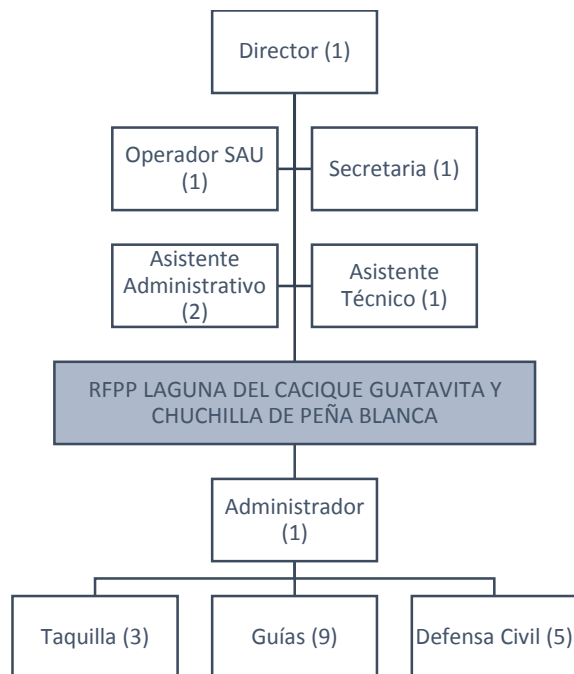 Director (1)
Operador SAU
(1)
Secretaria (1)
Asistente
Administrativo
(2)
Asistente
Técnico (1)
RFPP LAGUNA DEL CACIQUE GUATAVITA Y
CHUCHILLA DE PEÑA BLANCA
Administrador
(1)
Taquilla (3)
Guías (9)
Defensa Civil (5)